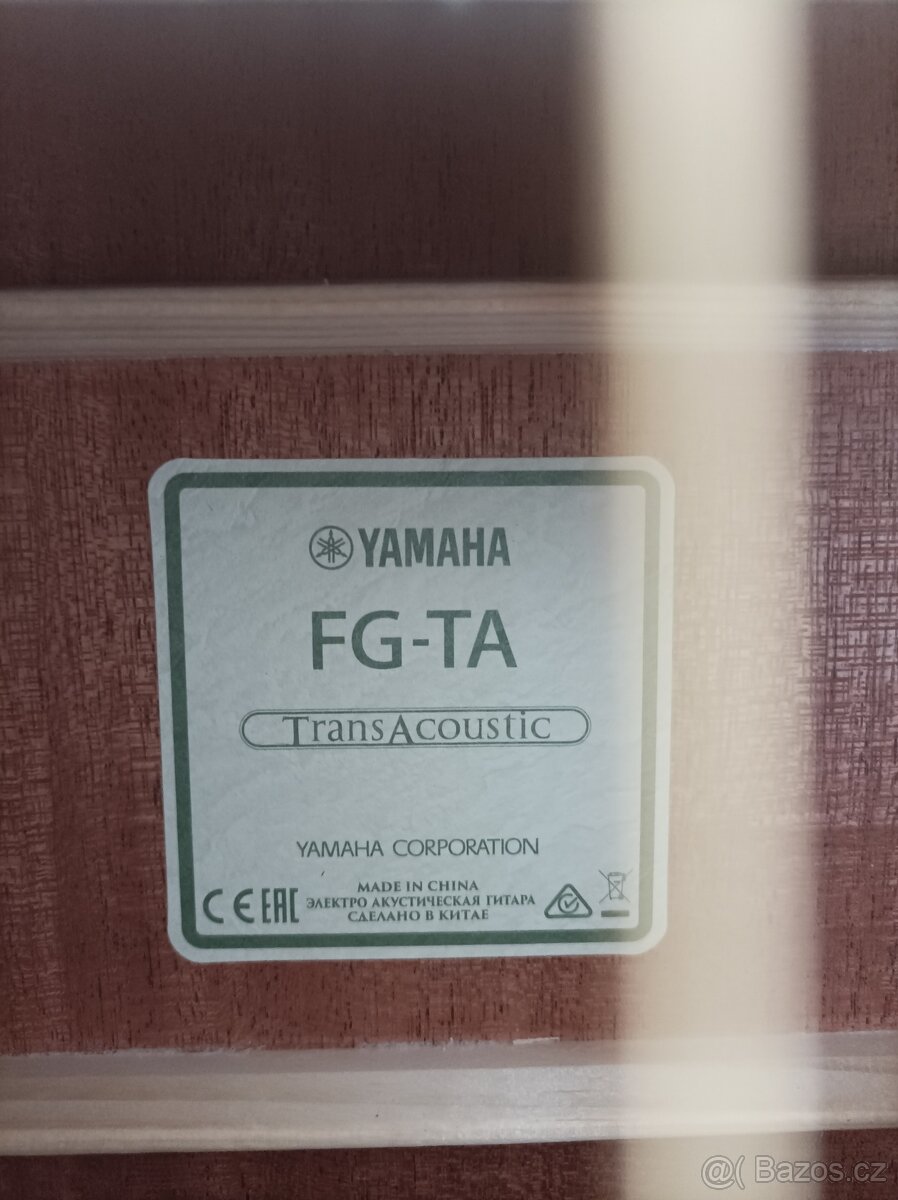 YAMAHA
FG-TA
TransAcoustic
YAMAHA CORPORATION
MADE IN CHINA
CE EAC ЭЛЕКТРО АКУСТИЧЕСКАЯ ГИТАРА
СДЕЛАНО В КИТАЕ
@( Bazos.cz